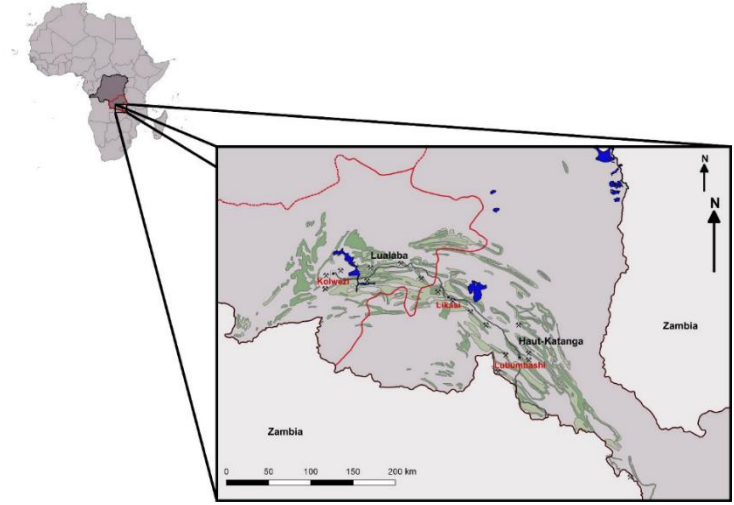 N
N
Lualaba
Kolwezi
Likasi
Zambia
Haut-Katanga
Lubumbashi
Zambia
0 50 100 150 200 km